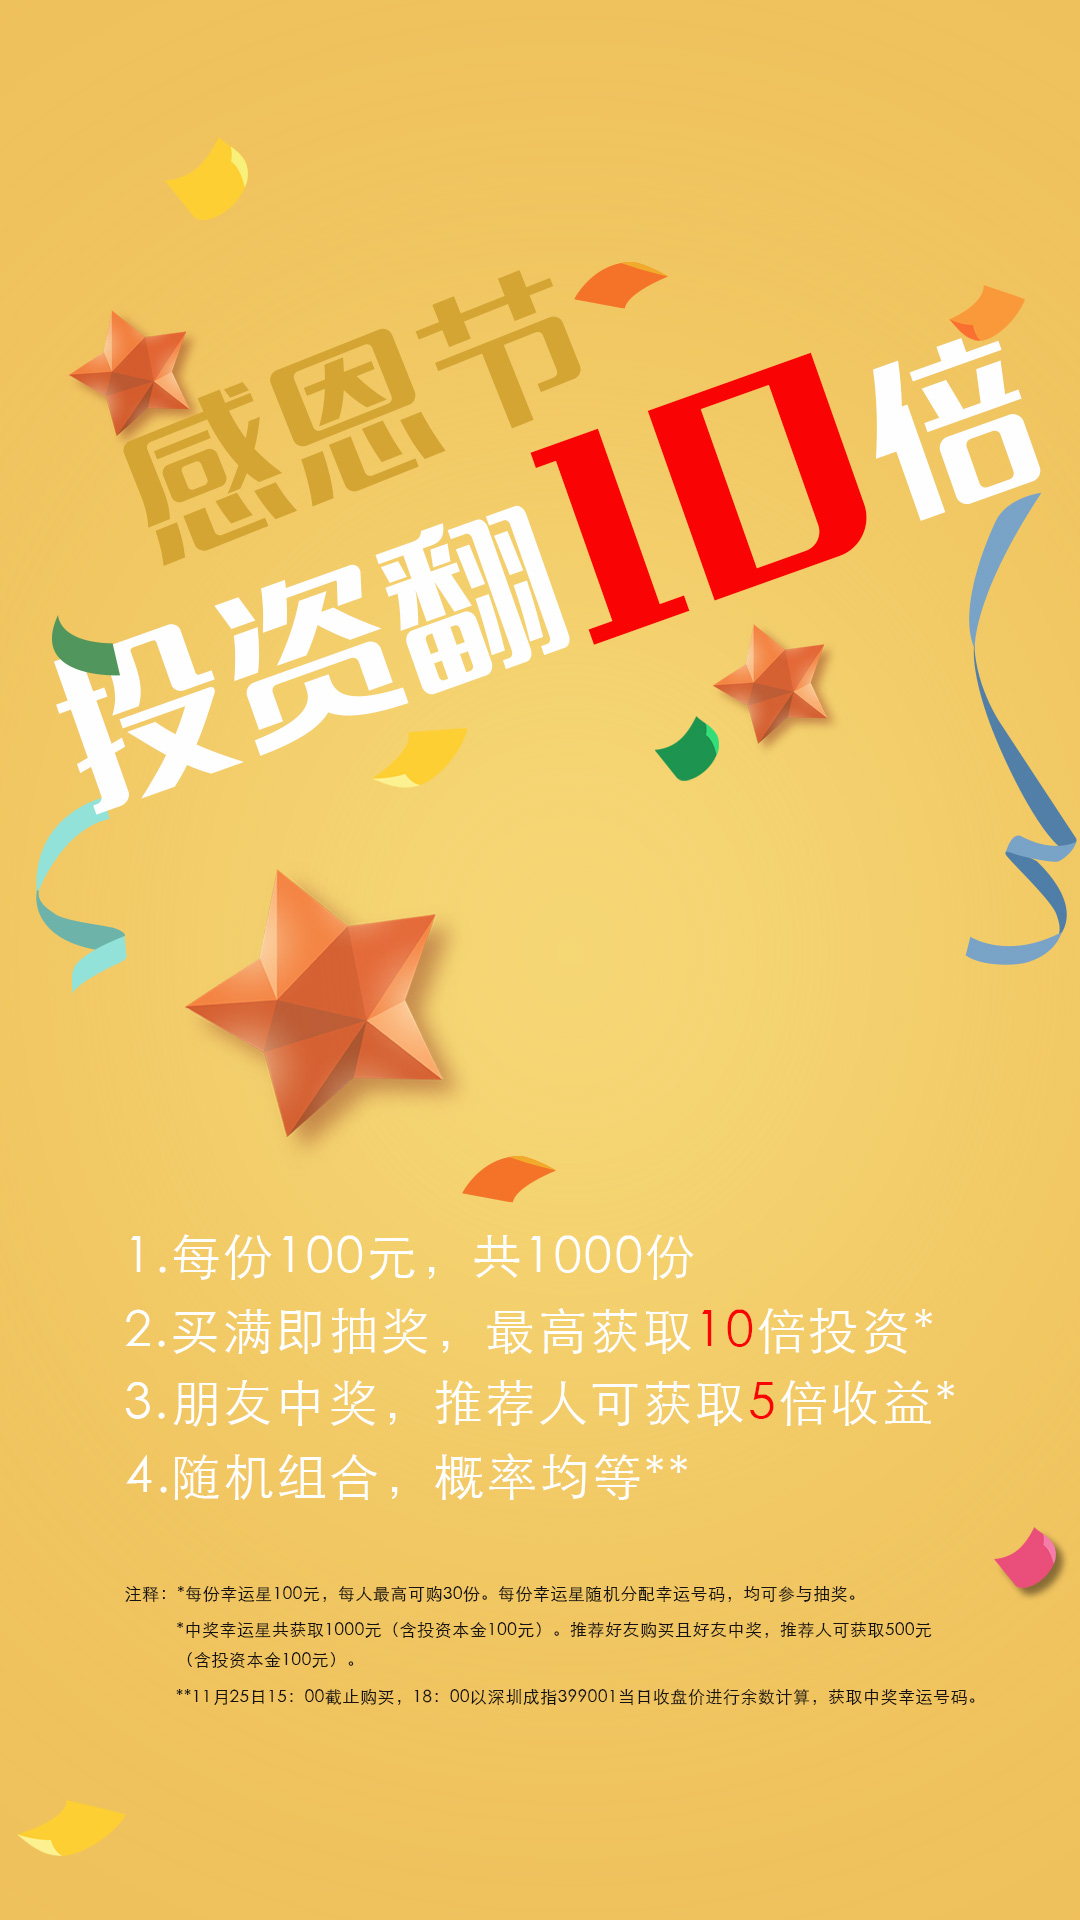 感恩节
投资翻10倍
1.每份100元，共1000份
2.买满即抽奖，最高获取10倍投资*
3.朋友中奖，推荐人可获取5倍收益*
4.随机组合，概率均等**
注释：*每份幸运星100元，每人最高可购30份。每份幸运星随机分配幸运号码，均可参与抽奖。
*中奖幸运星共获取1000元（含投资本金100元）。推荐好友购买且好友中奖，推荐人可获取500元
（含投资本金100元）。
**11月25日15：00截止购买，18：00以深圳成指399001当日收盘价进行余数计算，获取中奖幸运号码。